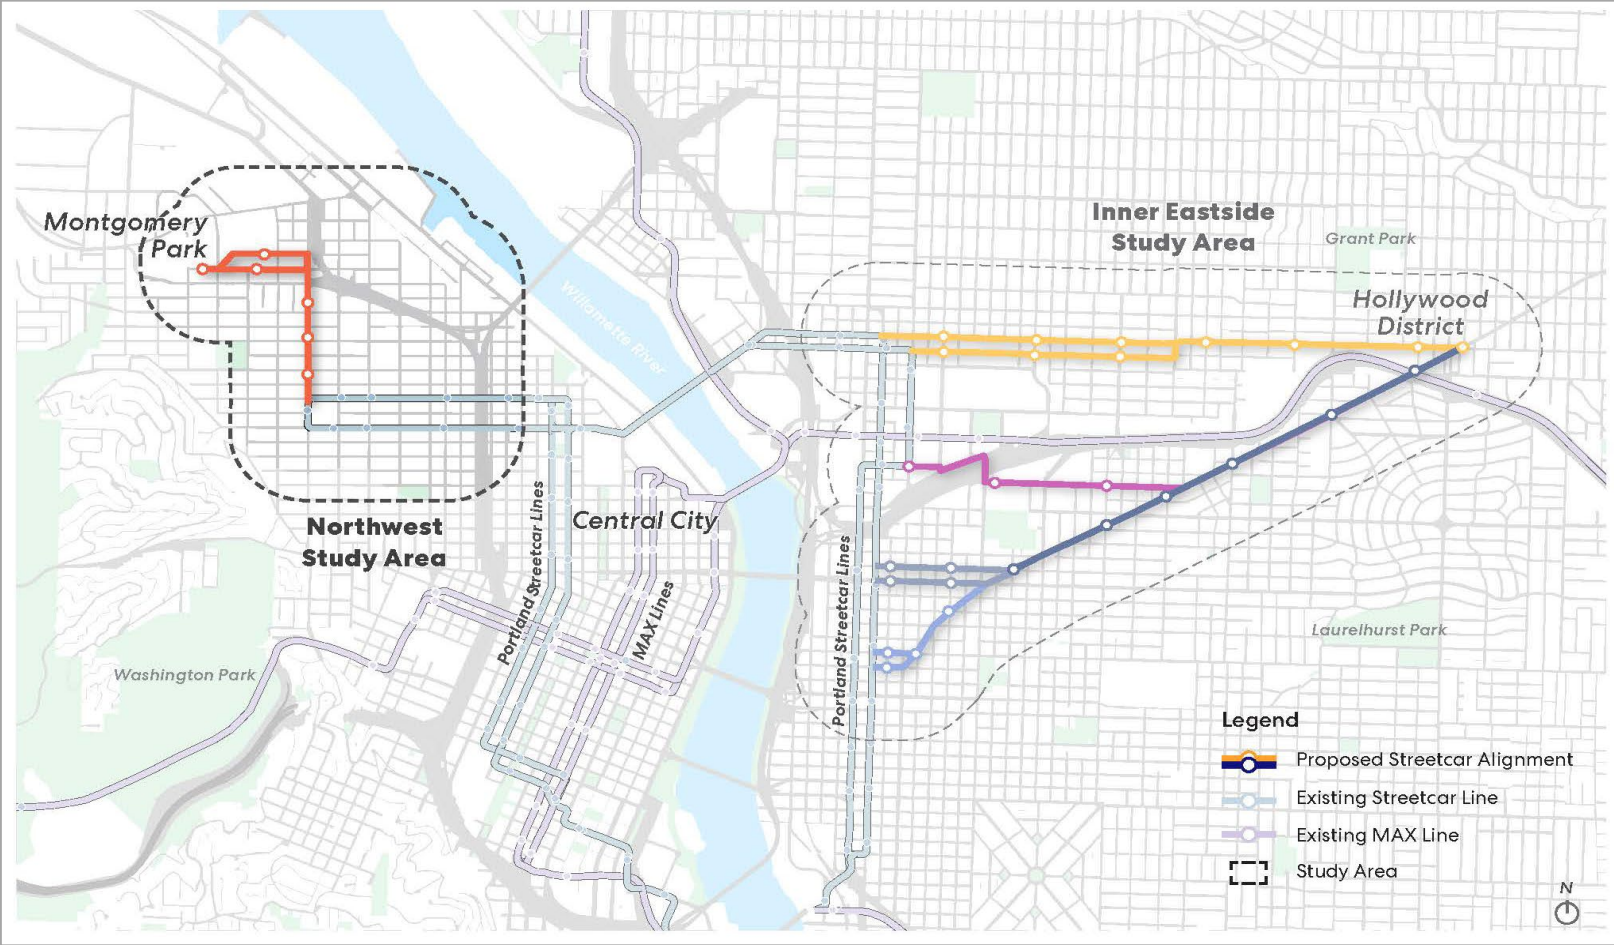 Montgomery
Park
Willamette River
Inner Eastside
Study Area
Grant Park
Hollywood
District
Northwest
Study Area
Central City
Portland Streetcar Lines
MAX Lines
Portland Streetcar Lines
Washington Park
Laurelhurst Park
Legend
Proposed Streetcar Alignment
Existing Streetcar Line
Existing MAX Line
Study Area
N